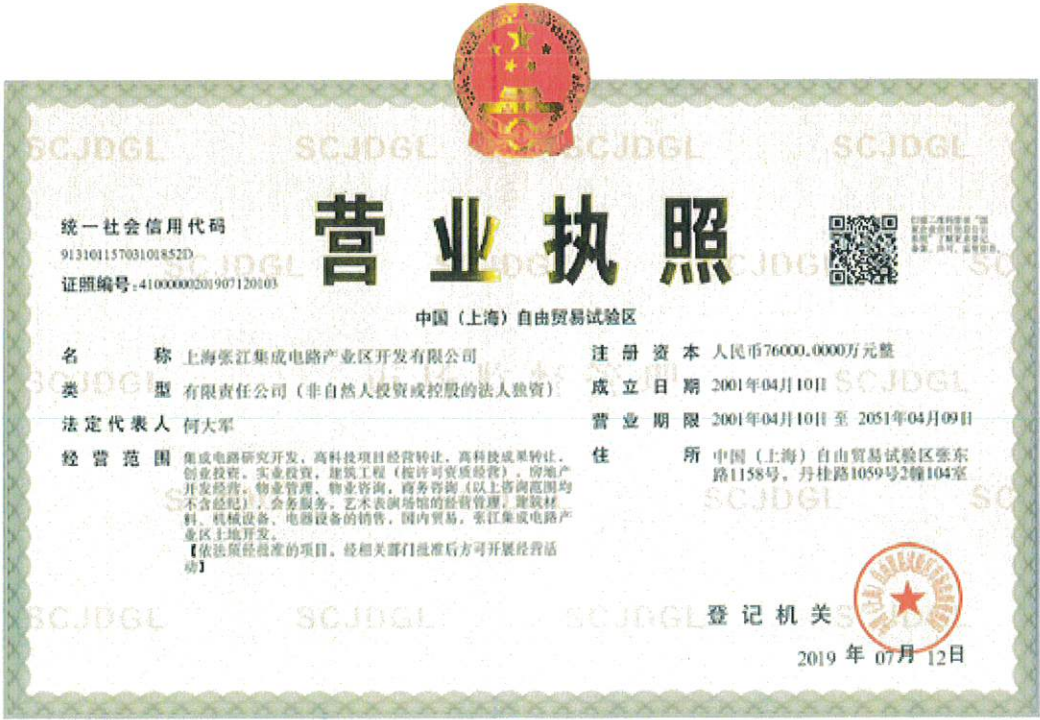 营业执照
统一社会信用代码
91310115703101852D
证照编号:41000000201907120103
中国（上海）自由贸易试验区
名称 上海张江集成电路产业区开发有限公司
类型 有限责任公司（非自然人投资或控股的法人独资）
法定代表人 何大军
经营范围 集成电路研究开发，高科技项目经营转让，高科技成果转让，
创业投资，实业投资，建筑工程（按许可资质经营），房地产
开发经营，物业管理，物业咨询，商务咨询（以上咨询范围均
不含经纪），会务服务，艺术表演场馆的经营管理，建筑材
料、机械设备、电器设备的销售，国内贸易，张江集成电路产
业区土地开发。
【依法须经批准的项目，经相关部门批准后方可开展经营活
动】
注册资本 人民币76000.0000万元整
成立日期 2001年04月10日
营业期限 2001年04月10日 至 2051年04月09日
住所 中国（上海）自由贸易试验区张东
路1158号，丹桂路1059号2幢104室
登记机关
2019 年 07月 12日
SCJDGL